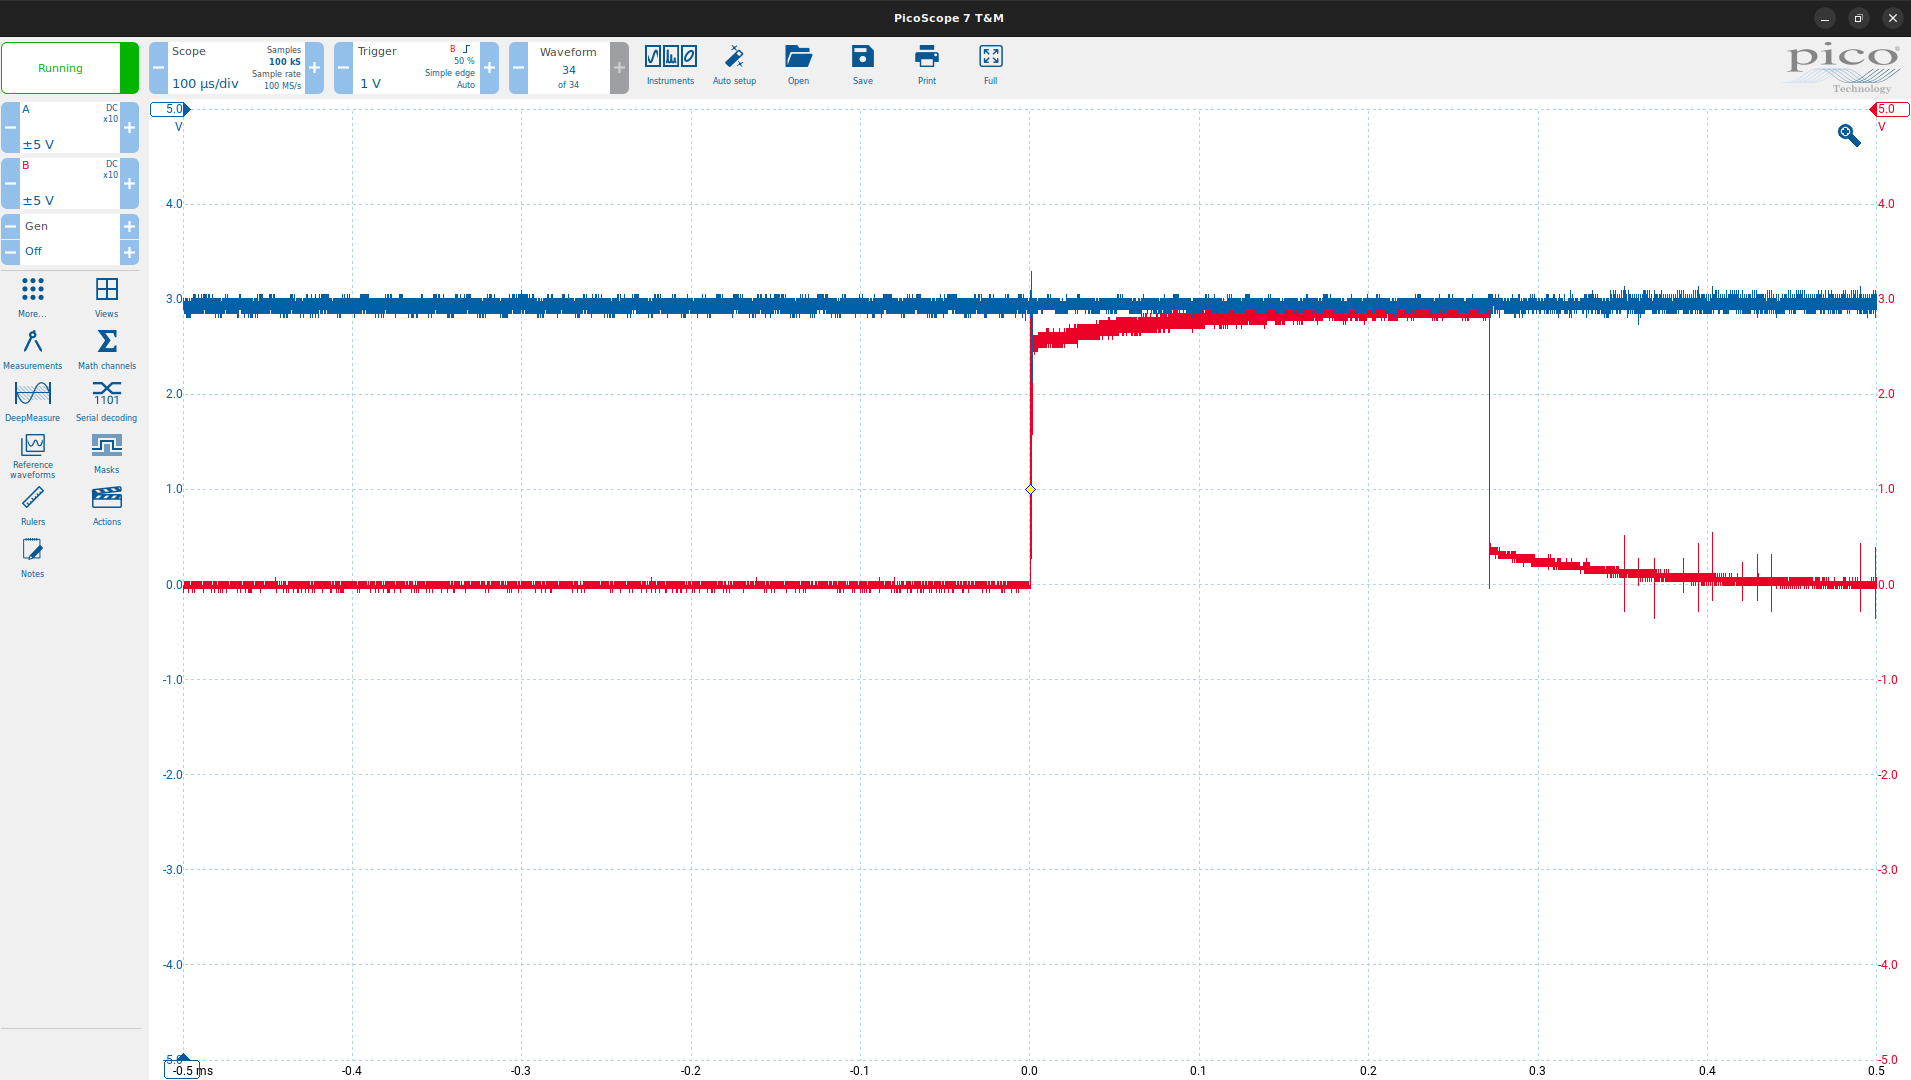 PicoScope 7 T&M
Running
Scope
Samples
100 kS
Sample rate
100 µs/div
100 MS/s
Trigger
B
50 %
Simple edge
1 V
Auto
Waveform
34
of 34
Instruments
Auto setup
Open
Save
Print
Full
pico
Technology
A
DC
x10
±5 V
B
DC
x10
±5 V
Gen
Off
More...
Views
Measurements
Math channels
DeepMeasure
1101
Serial decoding
Reference
waveforms
Masks
Rulers
Actions
Notes
5.0
V
4.0
3.0
2.0
1.0
0.0
-1.0
-2.0
-3.0
-4.0
-5.0
5.0
V
4.0
3.0
2.0
1.0
0.0
-1.0
-2.0
-3.0
-4.0
-5.0
-0.5 ms
-0.4
-0.3
-0.2
-0.1
0.0
0.1
0.2
0.3
0.4
0.5